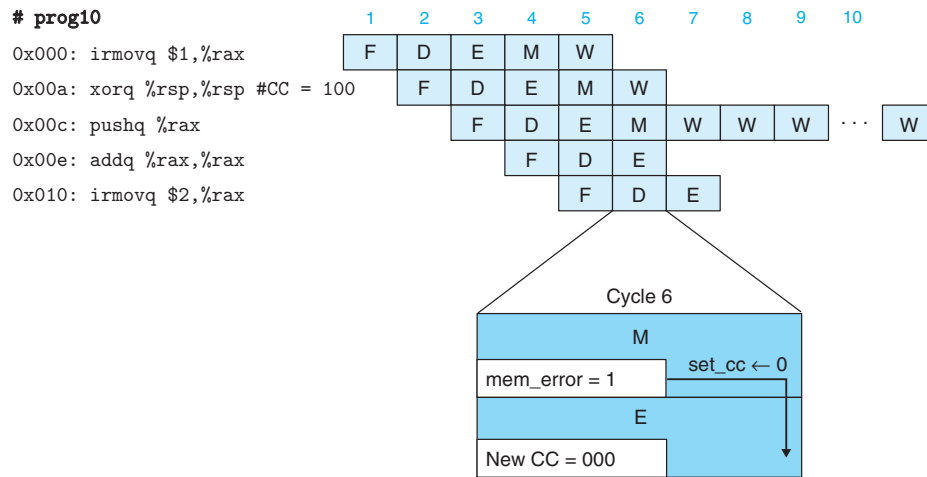 # prog10
1 2 3 4 5 6 7 8 9 10
0x000: irmovq $1,%rax F D E M W
0x00a: xorq %rsp,%rsp #CC = 100 F D E M W
0x00c: pushq %rax F D E M W W W ... W
0x00e: addq %rax,%rax F D E
0x010: irmovq $2,%rax F D E
Cycle 6
M
set_cc ← 0
mem_error = 1
E
New CC = 000